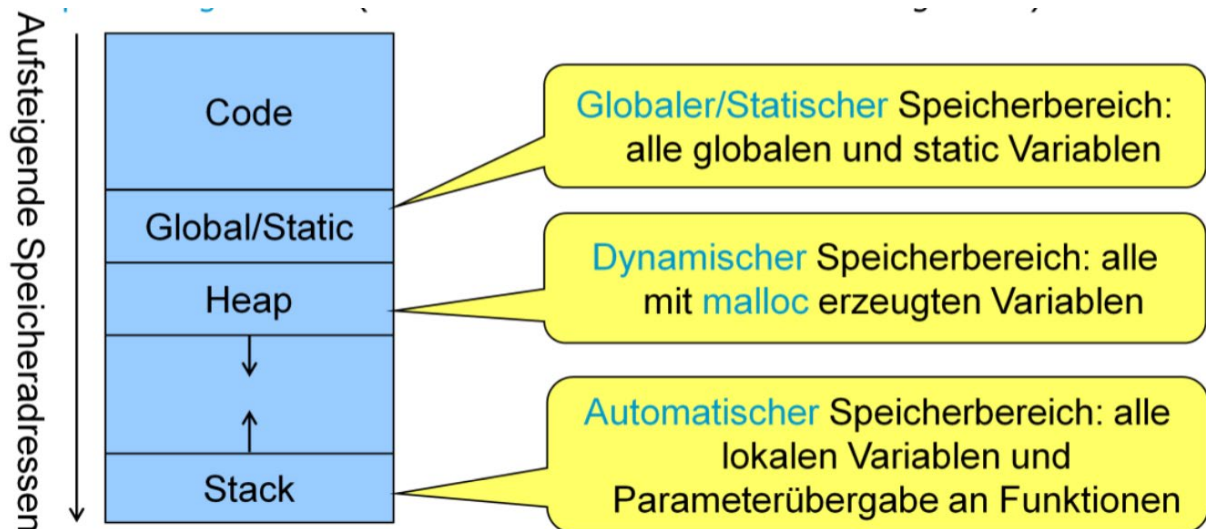 Aufsteigende Speicheradressen
Code
Global/Static
Heap
Stack
Globaler/Statischer Speicherbereich:
alle globalen und static Variablen
Dynamischer Speicherbereich: alle
mit malloc erzeugten Variablen
Automatischer Speicherbereich: alle
lokalen Variablen und
Parameterübergabe an Funktionen